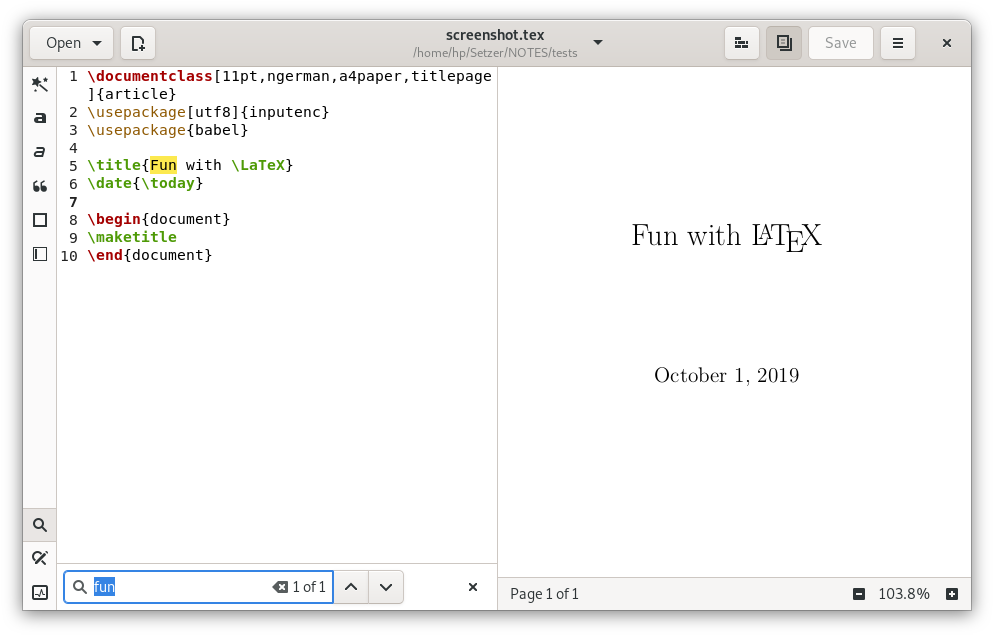 Open
screenshot.tex
/home/hp/Setzer/NOTES/tests
Save
1 \documentclass[11pt,ngerman,a4paper,titlepage
]{article}
2 \usepackage[utf8]{inputenc}
3 \usepackage{babel}
4
5 \title{Fun with \LaTeX}
6 \date{\today}
7
8 \begin{document}
9 \maketitle
10 \end{document}
Fun with LATEX
October 1, 2019
fun
1 of 1
Page 1 of 1
103.8%